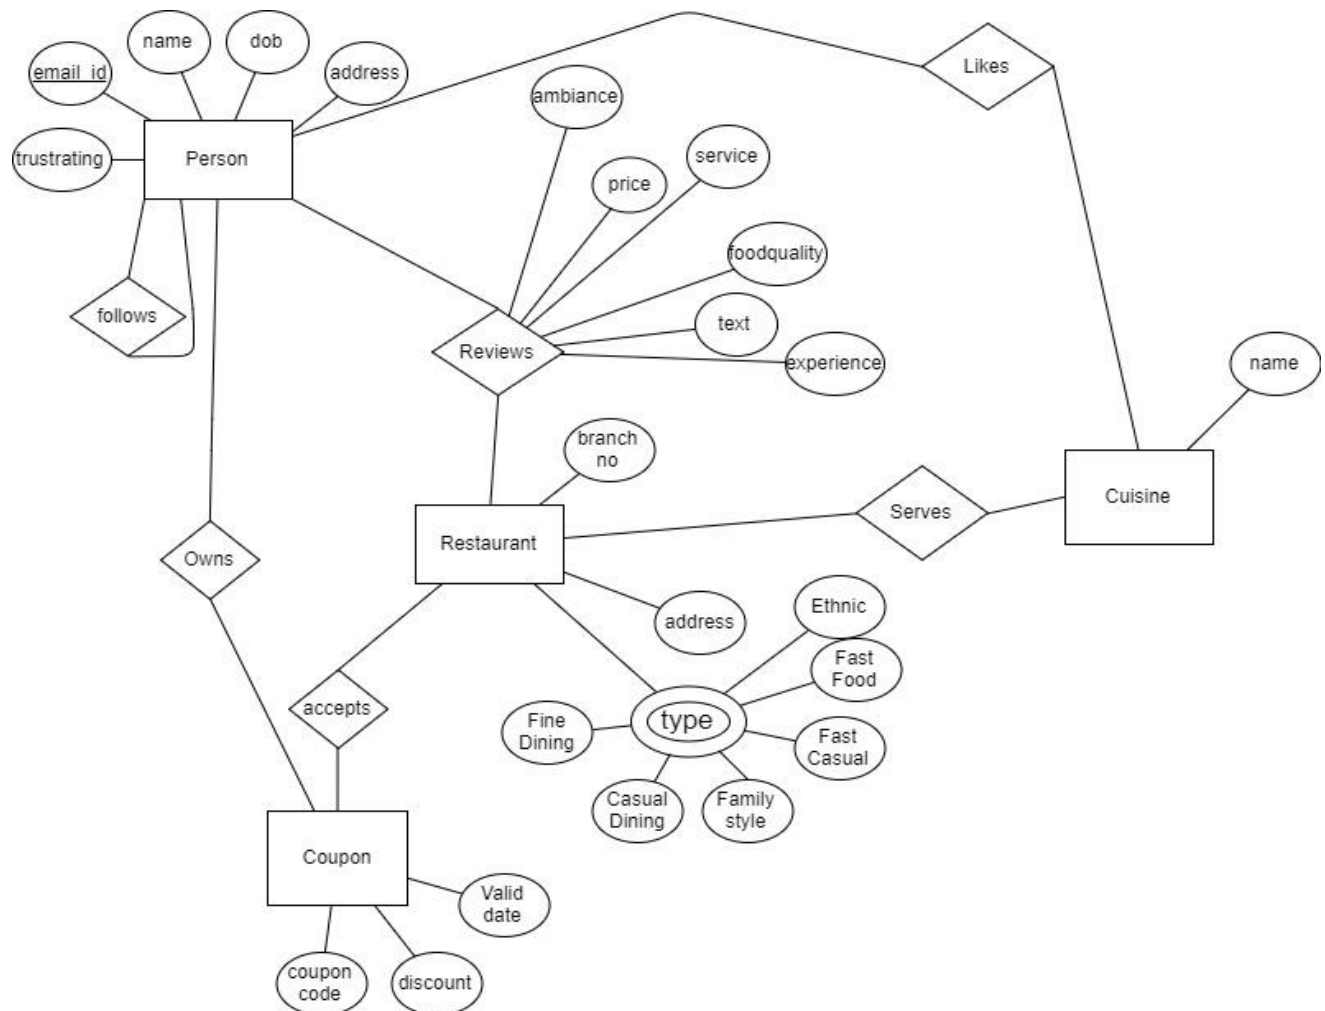 name
dob
email_id
address
Likes
ambiance
trustrating
Person
service
price
foodquality
follows
text
Reviews
experience
name
branch
no
Cuisine
Serves
Restaurant
Owns
Ethnic
address
Fast
Food
accepts
type
Fine
Dining
Fast
Casual
Casual
Dining
Family
style
Coupon
Valid
date
coupon
code
discount